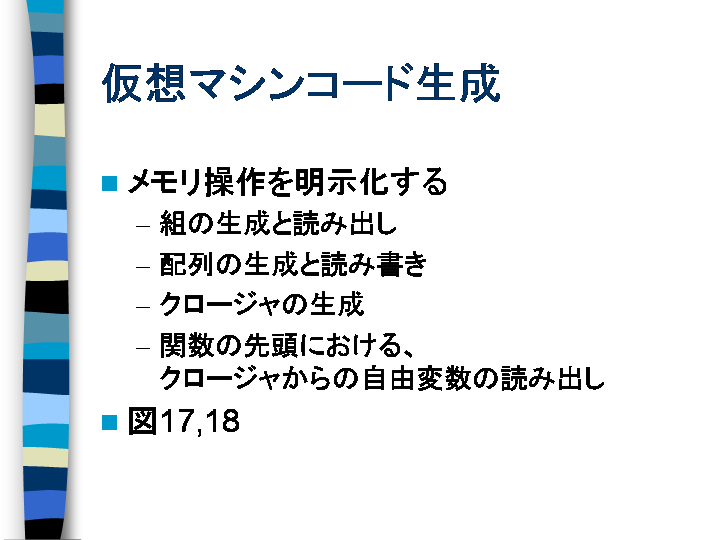 仮想マシンコード生成
メモリ操作を明示化する
– 組の生成と読み出し
– 配列の生成と読み書き
– クロージャの生成
– 関数の先頭における、
クロージャからの自由変数の読み出し
図17,18